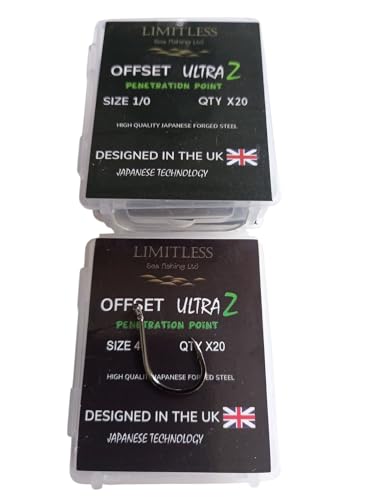 LIMITLESS
Sea Fishing Ltd
OFFSET ULTRA 2
PENETRATION POINT
SIZE 1/0 QTY X20
HIGH QUALITY JAPANESE FORGED STEEL
DESIGNED IN THE UK
JAPANESE TECHNOLOGY
LIMITLESS
Sea Fishing Ltd
OFFSET ULTRA 2
PENETRATION POINT
SIZE 4 QTY X20
HIGH QUALITY JAPANESE FORGED STEEL
DESIGNED IN THE UK
JAPANESE TECHNOLOGY